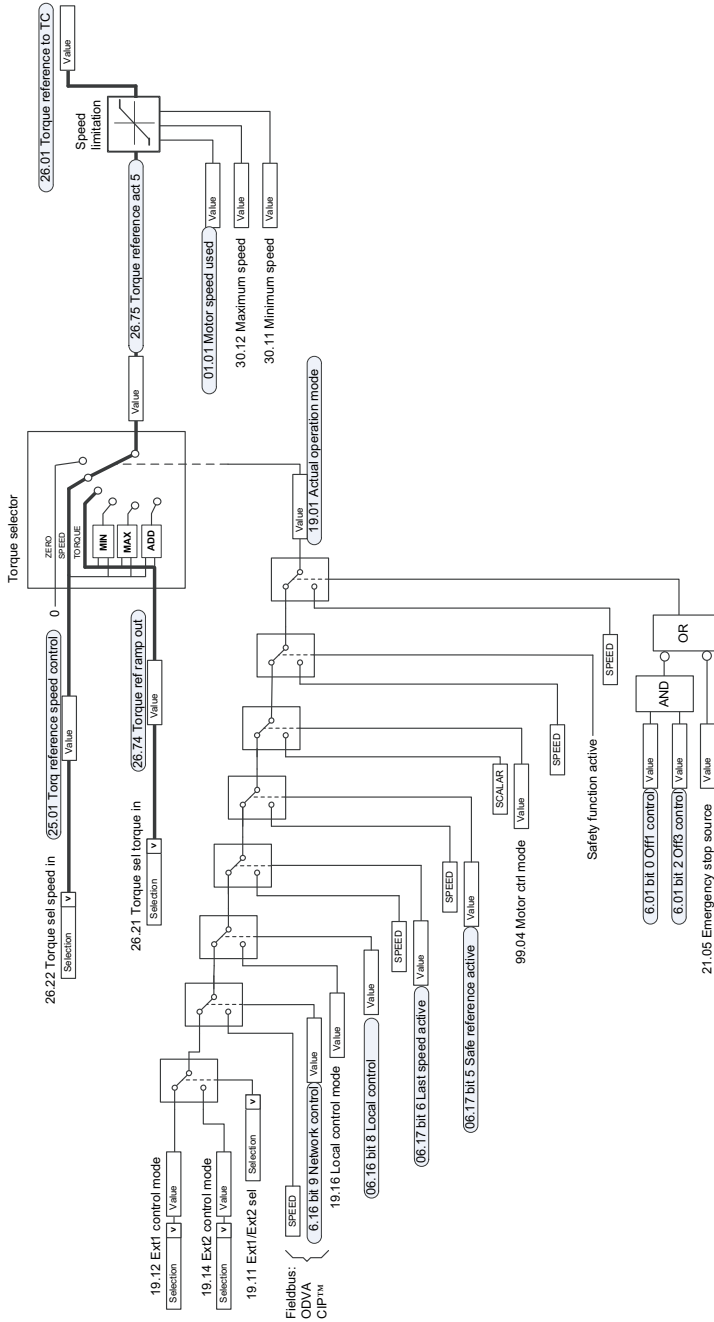 Torque selector
26.22 Torque sel speed in
Selection
v
25.01 Torq reference speed control
Value
0
ZERO
SPEED
TORQUE
MIN
MAX
ADD
26.21 Torque sel torque in
Selection
v
26.74 Torque ref ramp out
Value
Value
26.75 Torque reference act 5
Speed
limitation
26.01 Torque reference to TC
Value
01.01 Motor speed used
Value
30.12 Maximum speed
Value
30.11 Minimum speed
Value
19.12 Ext1 control mode
Selection
v
Value
19.14 Ext2 control mode
Selection
v
Value
19.11 Ext1/Ext2 sel
Selection
v
Fieldbus:
ODVA
CIP™
SPEED
6.16 bit 9 Network control
Value
19.16 Local control mode
Value
06.16 bit 8 Local control
Value
SPEED
06.17 bit 6 Last speed active
Value
SPEED
06.17 bit 5 Safe reference active
Value
SCALAR
99.04 Motor ctrl mode
Value
SPEED
Safety function active
SPEED
Value
19.01 Actual operation mode
6.01 bit 0 Off1 control
Value
6.01 bit 2 Off3 control
Value
AND
OR
21.05 Emergency stop source
Value